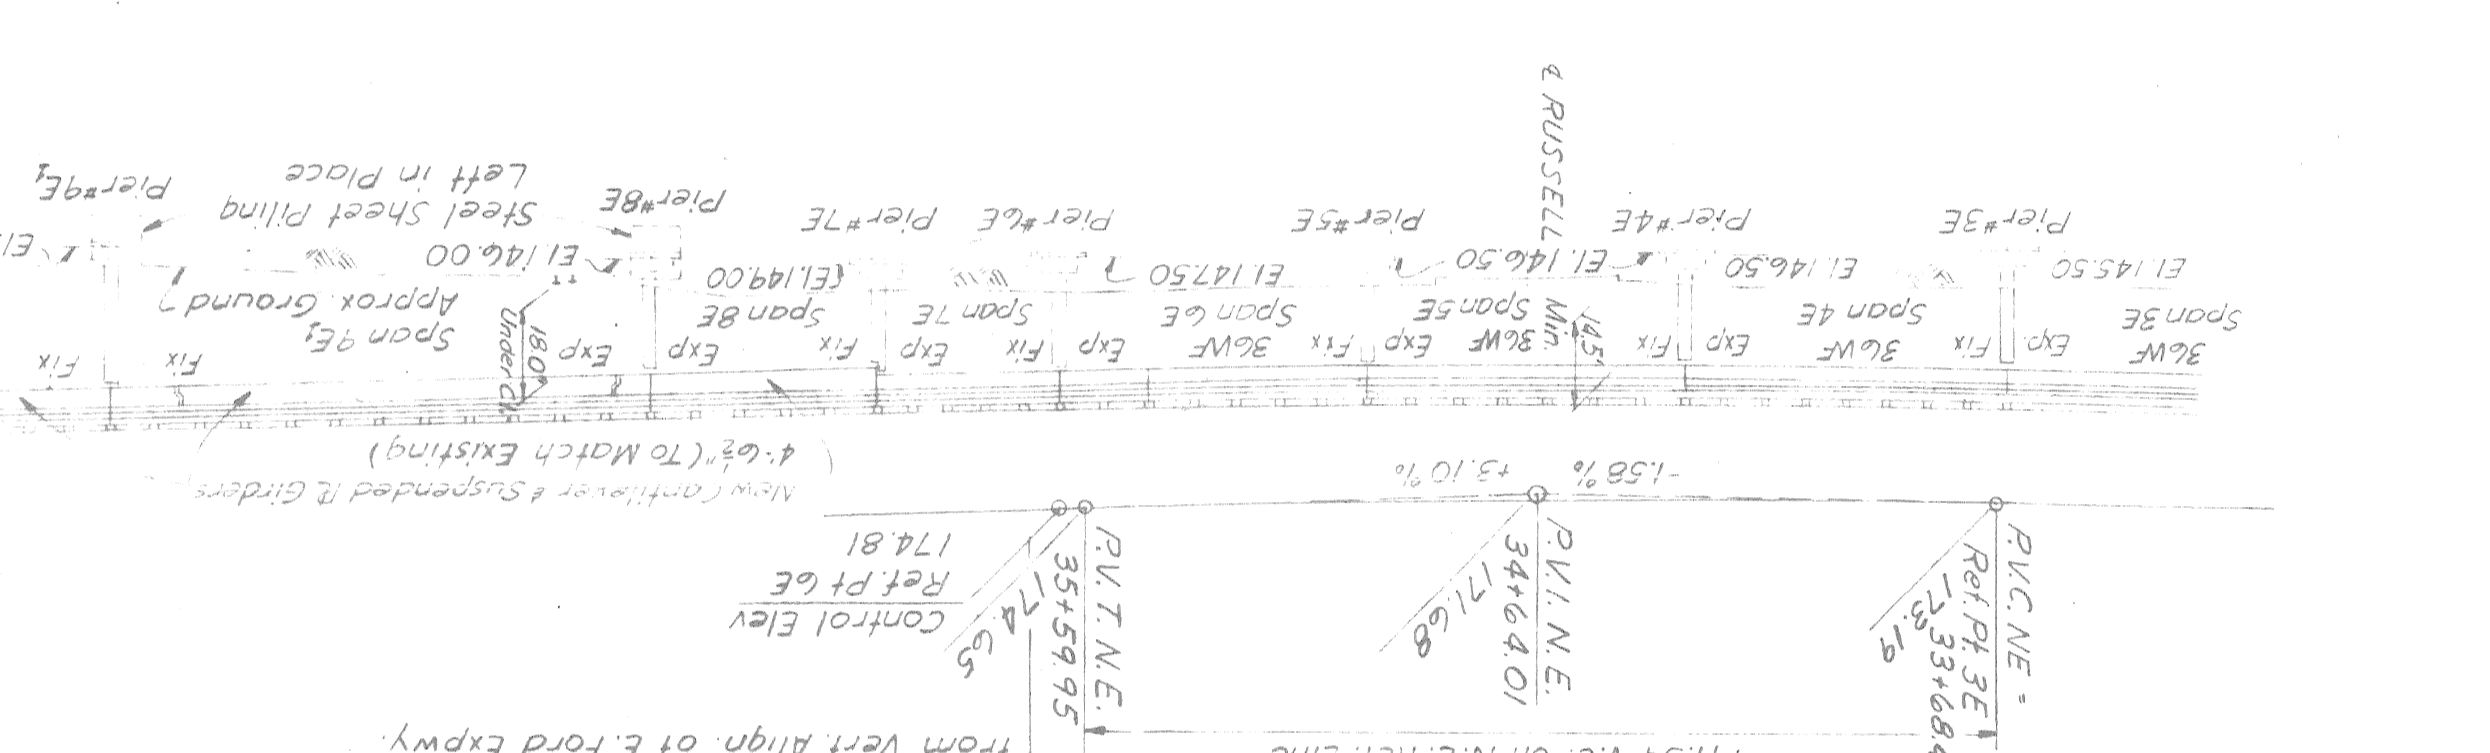 from Vert. Align. of E. Ford Expwy.
P.V.C. NE =
Ref. Pt. 3E
33+68.
173.19
P.V.I. N.E.
34+64.01
171.68
P.V.T. N.E.
35+59.95
174.65
Control Elev
Ref. Pt 6E
174.81
-1.58% +3.10%
New Cantilever & Suspended PL Girders
4'-6½" (To Match Existing)
36WF Exp. Fix 36WF Exp Fix 14.5' Min. 36WF Exp Fix 36WF Exp Fix Exp Fix Exp Exp 18.0' Under Cl. Fix Fix
Span 3E Span 4E Span 5E Span 6E Span 7E Span 8E Span 9E1
El. 145.50 El. 146.50 El. 146.50 El. 147.50 (El. 149.00 El. 146.00 Approx. Ground El.
Pier #3E Pier #4E ℄ RUSSELL Pier #5E Pier #6E Pier #7E Pier #8E Steel Sheet Piling Pier #9E1
Left in Place